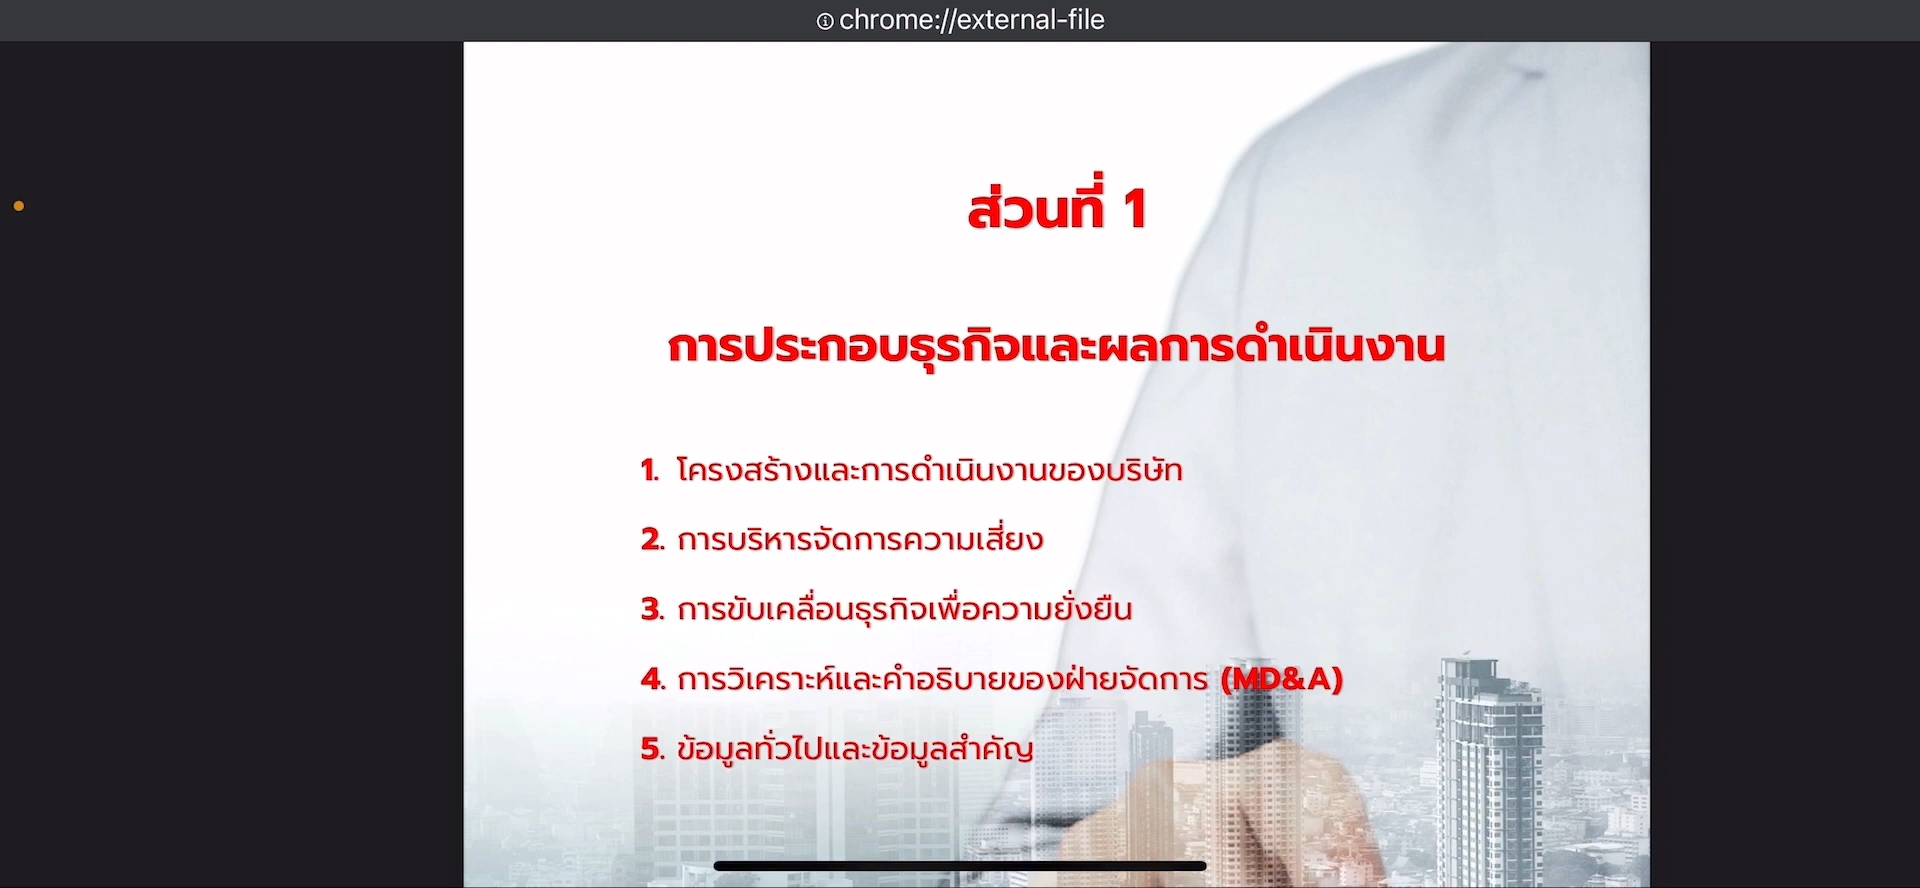 chrome://external-file
ส่วนที่ 1
การประกอบธุรกิจและผลการดำเนินงาน
1. โครงสร้างและการดำเนินงานของบริษัท
2. การบริหารจัดการความเสี่ยง
3. การขับเคลื่อนธุรกิจเพื่อความยั่งยืน
4. การวิเคราะห์และคำอธิบายของฝ่ายจัดการ (MD&A)
5. ข้อมูลทั่วไปและข้อมูลสำคัญ